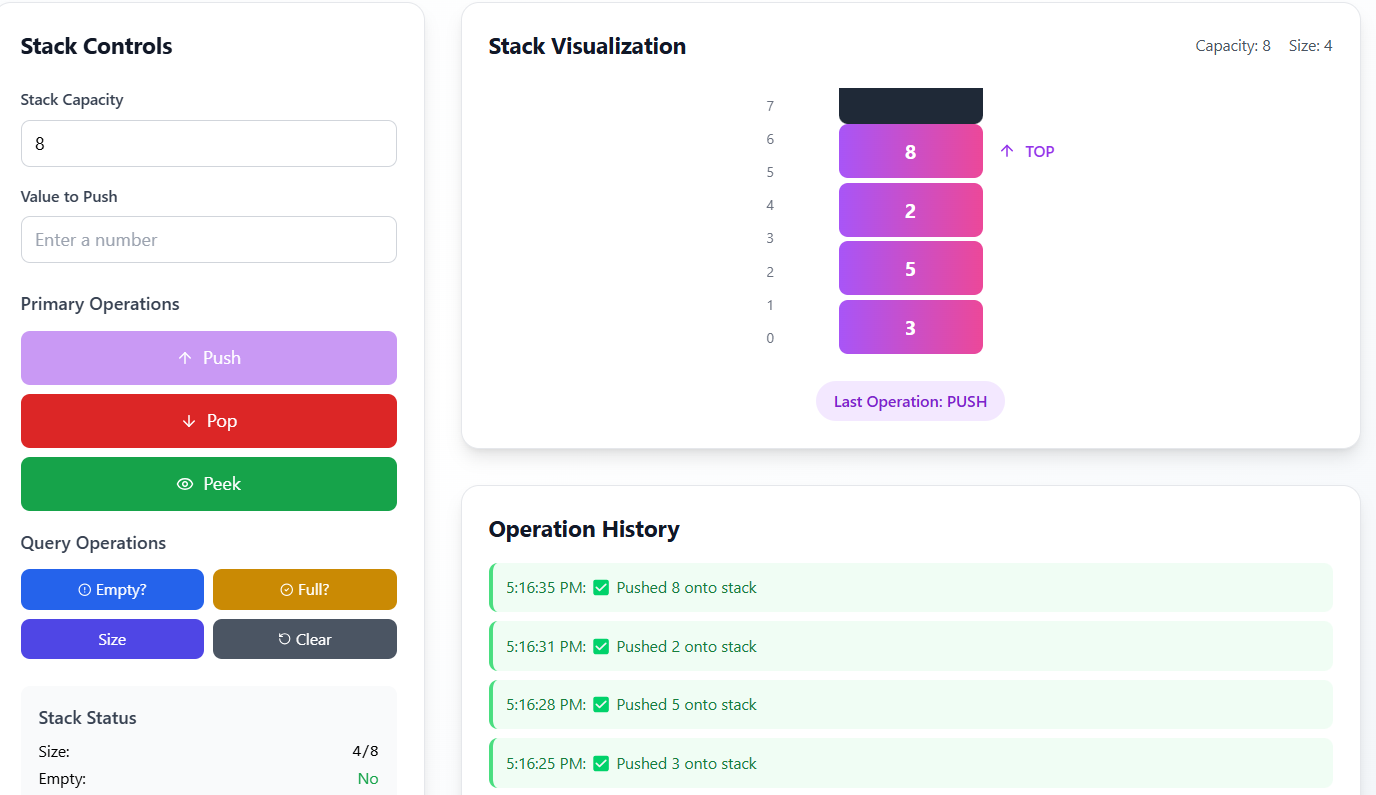 Stack Controls
Stack Capacity
8
Value to Push
Enter a number
Primary Operations
Push
Pop
Peek
Query Operations
Empty?
Full?
Size
Clear
Stack Status
Size: 4/8
Empty: No
Stack Visualization
Capacity: 8 Size: 4
7
6
5
4
3
2
1
0
8
TOP
2
5
3
Last Operation: PUSH
Operation History
5:16:35 PM: ✅ Pushed 8 onto stack
5:16:31 PM: ✅ Pushed 2 onto stack
5:16:28 PM: ✅ Pushed 5 onto stack
5:16:25 PM: ✅ Pushed 3 onto stack